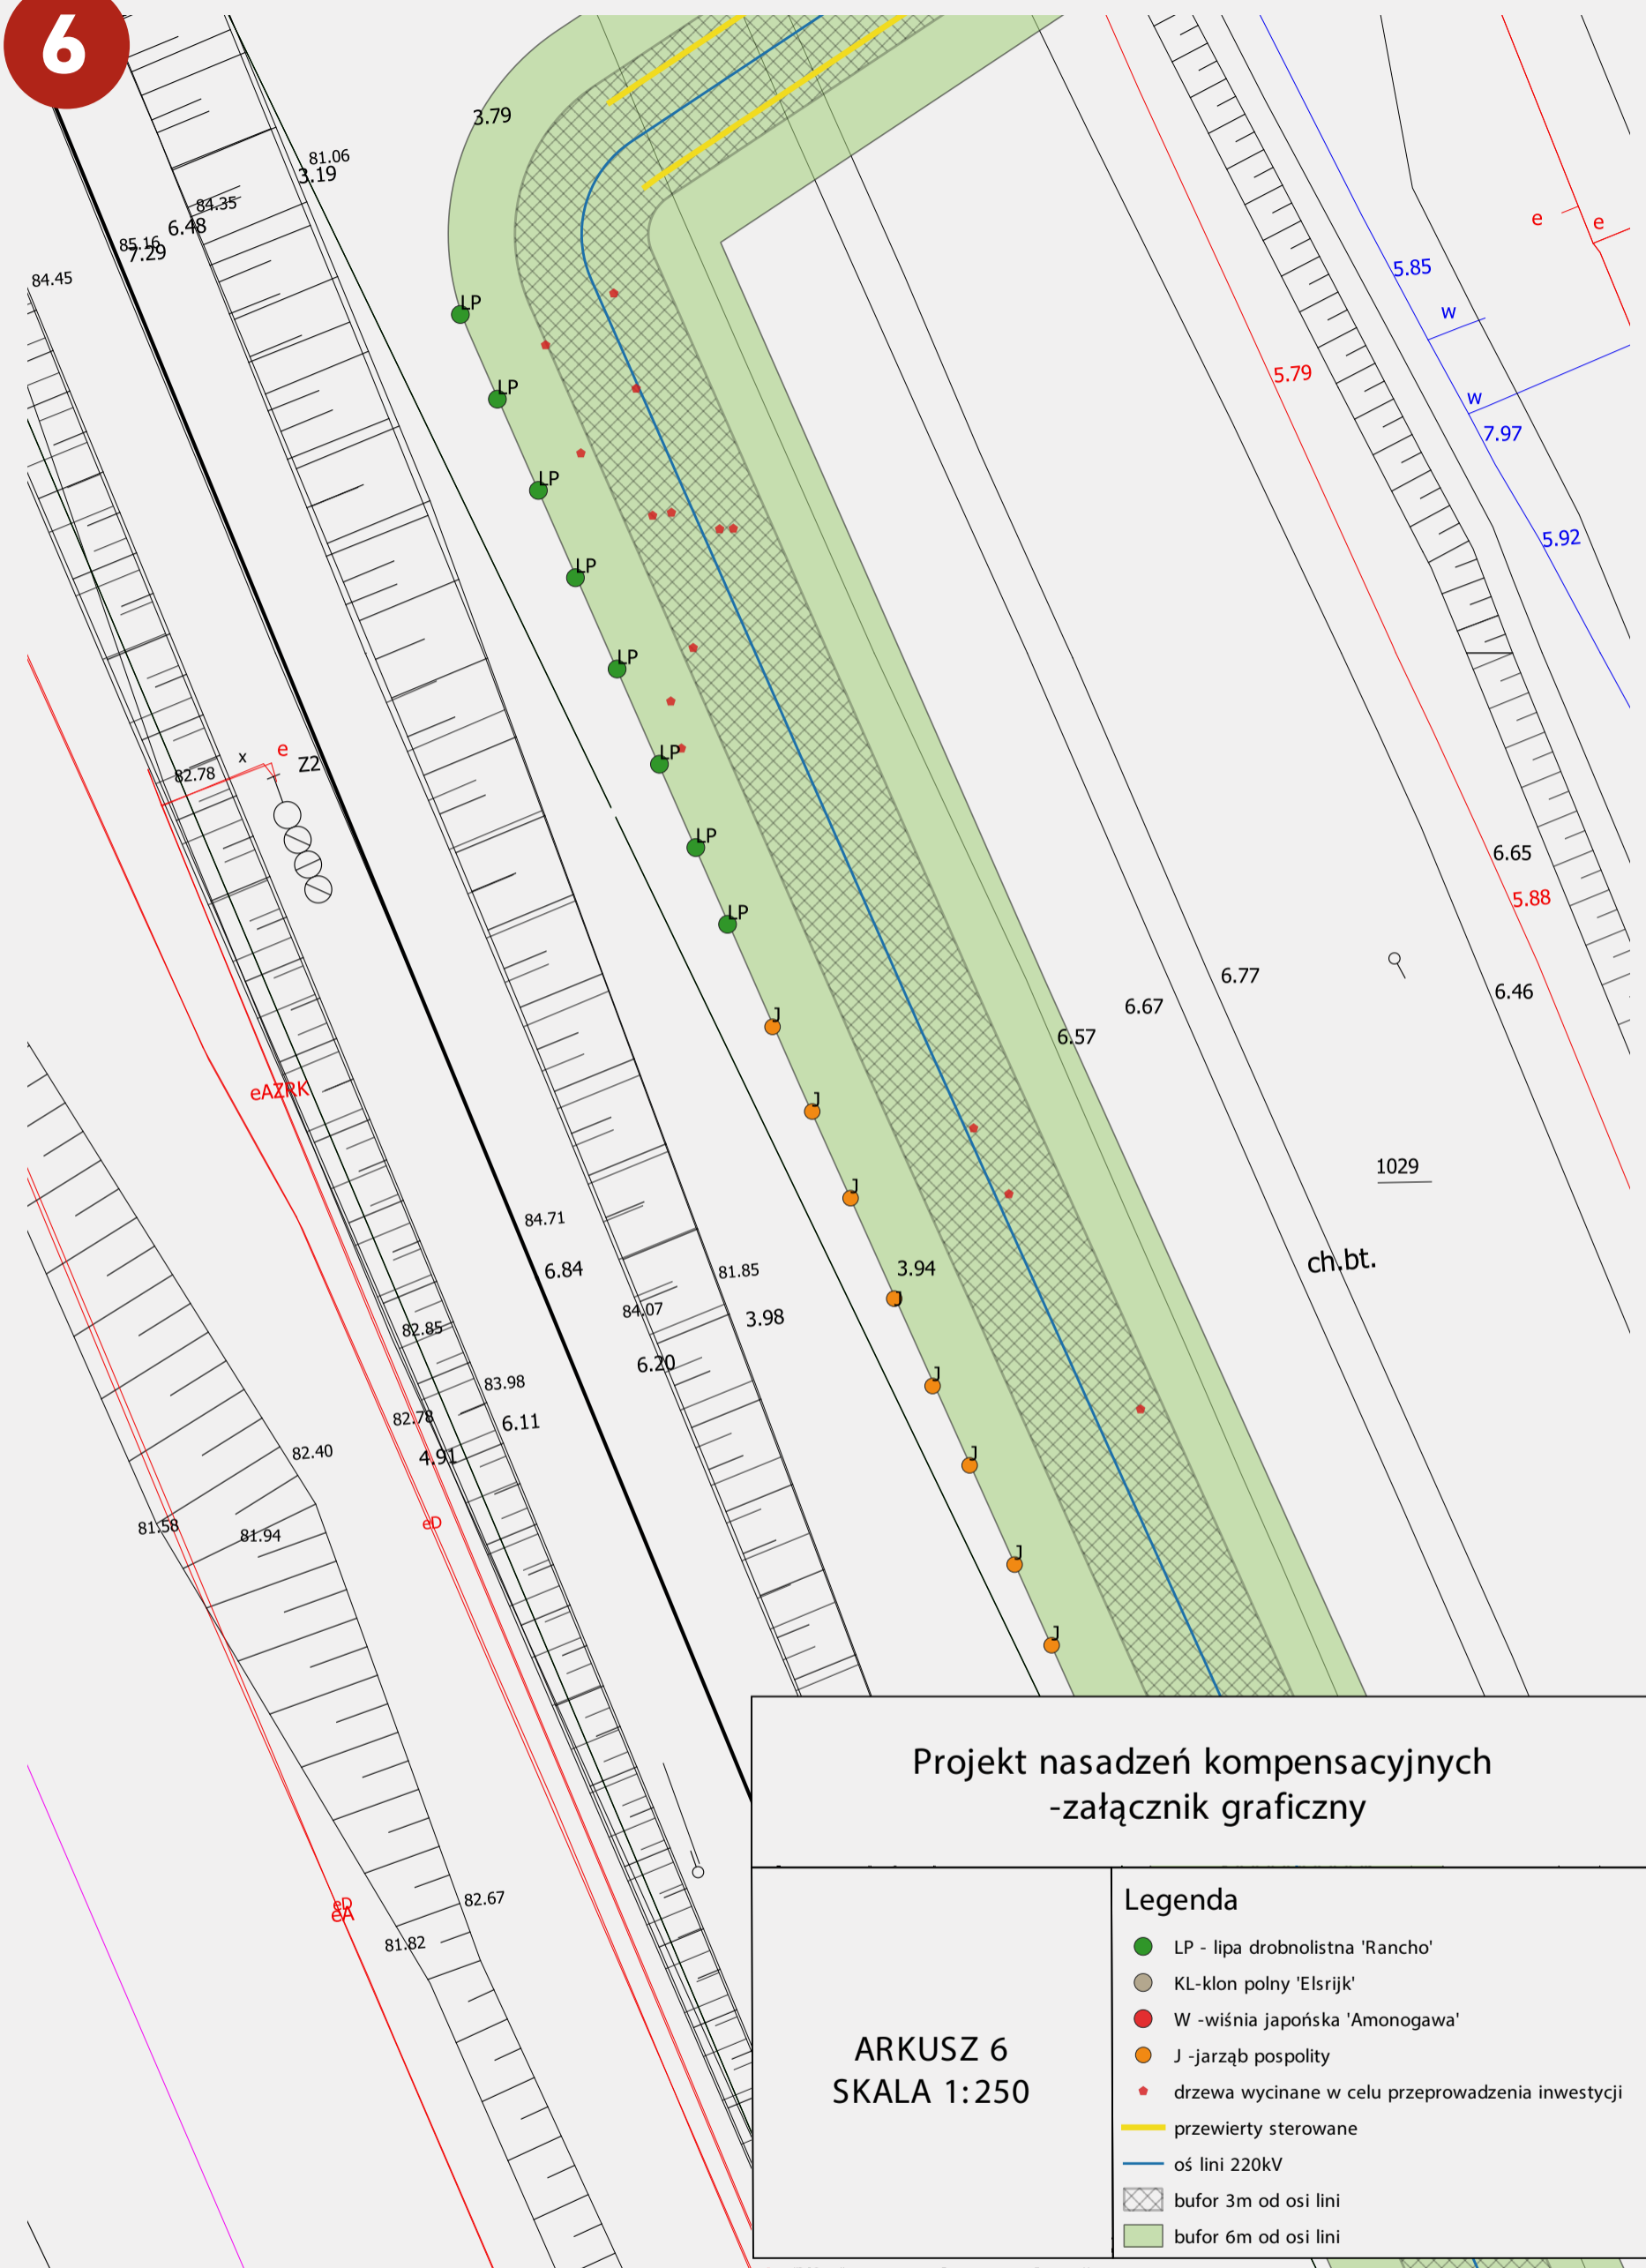 6
3.79
81.06
3.19
84.35
6.48
85.16
7.29
84.45
e
e
5.85
w
LP
5.79
w
LP
7.97
LP
5.92
LP
LP
LP
x
e
Z2
82.78
LP
6.65
5.88
LP
6.77
6.46
6.67
J
6.57
eAZRK
J
1029
J
84.71
ch.bt.
6.84
81.85
3.94
J
84.07
3.98
82.85
6.20
J
83.98
82.78
6.11
82.40
4.91
J
81.58
81.94
eD
J
J
eD
eA
82.67
81.82
Projekt nasadzeń kompensacyjnych
-załącznik graficzny
ARKUSZ 6
SKALA 1:250
Legenda
LP - lipa drobnolistna 'Rancho'
KL-klon polny 'Elsrijk'
W -wiśnia japońska 'Amonogawa'
J -jarząb pospolity
drzewa wycinane w celu przeprowadzenia inwestycji
przewierty sterowane
oś lini 220kV
bufor 3m od osi lini
bufor 6m od osi lini